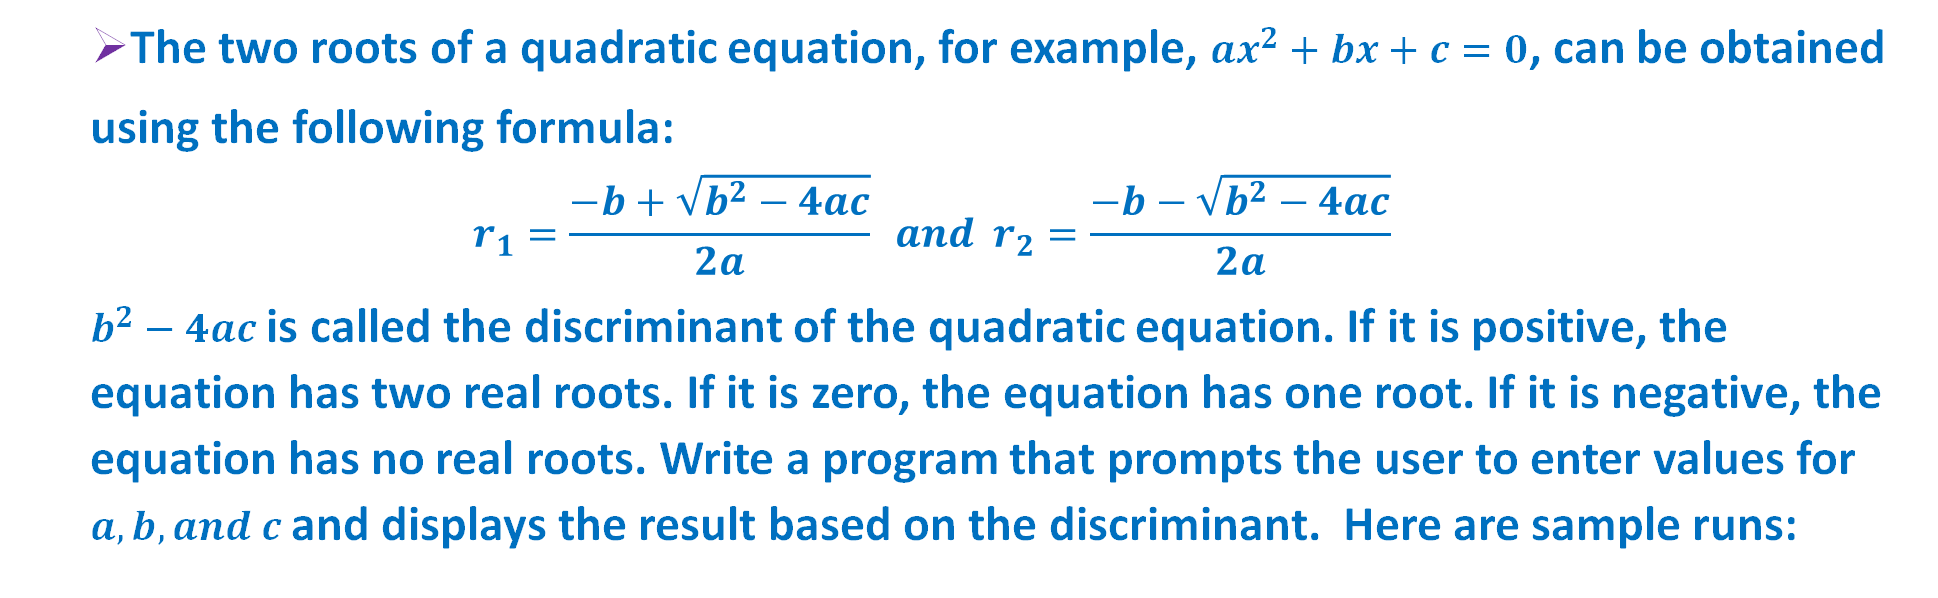 ➢The two roots of a quadratic equation, for example, ax² + bx + c = 0, can be obtained
using the following formula:
r₁ = (−b + √(b² − 4ac)) / 2a and r₂ = (−b − √(b² − 4ac)) / 2a
b² − 4ac is called the discriminant of the quadratic equation. If it is positive, the
equation has two real roots. If it is zero, the equation has one root. If it is negative, the
equation has no real roots. Write a program that prompts the user to enter values for
a, b, and c and displays the result based on the discriminant. Here are sample runs: